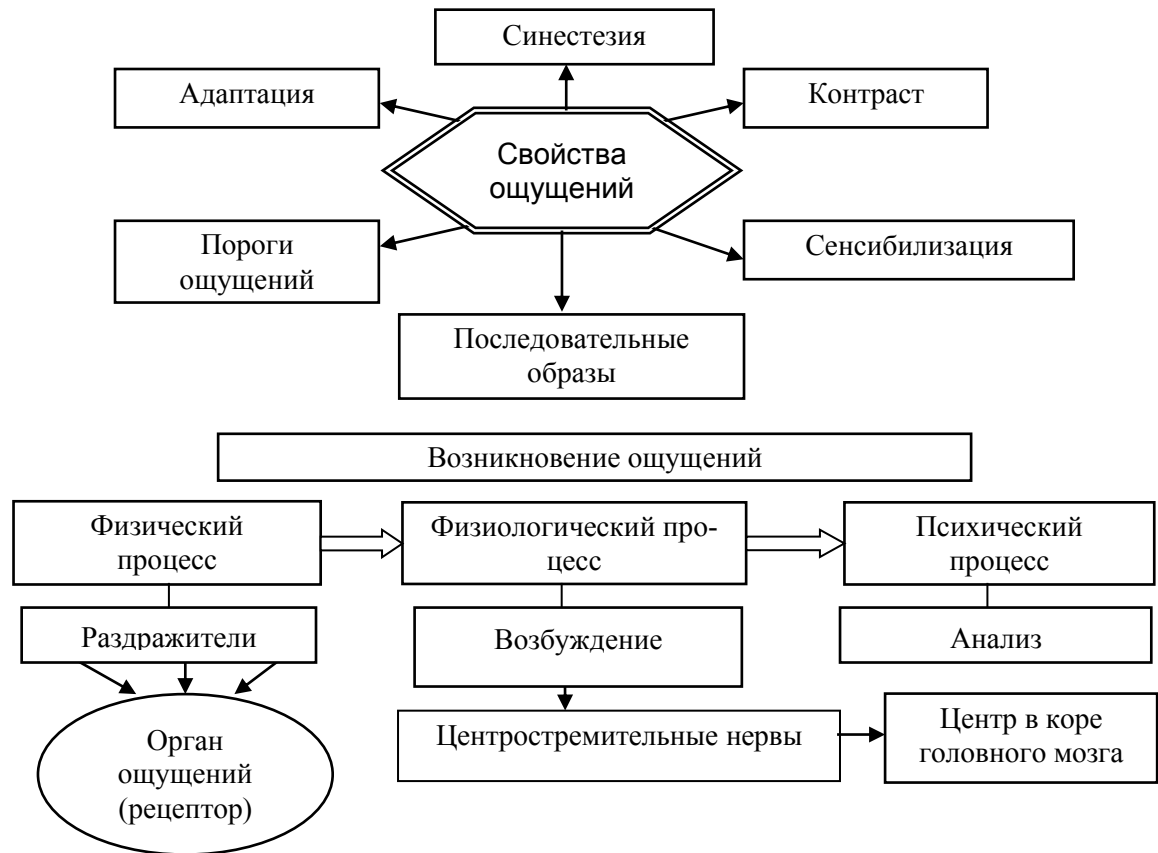 Синестезия
Адаптация
Контраст
Свойства
ощущений
Пороги
ощущений
Сенсибилизация
Последовательные
образы
Возникновение ощущений
Физический
процесс
Физиологический про-
цесс
Психический
процесс
Раздражители
Возбуждение
Анализ
Орган
ощущений
(рецептор)
Центростремительные нервы
Центр в коре
головного мозга